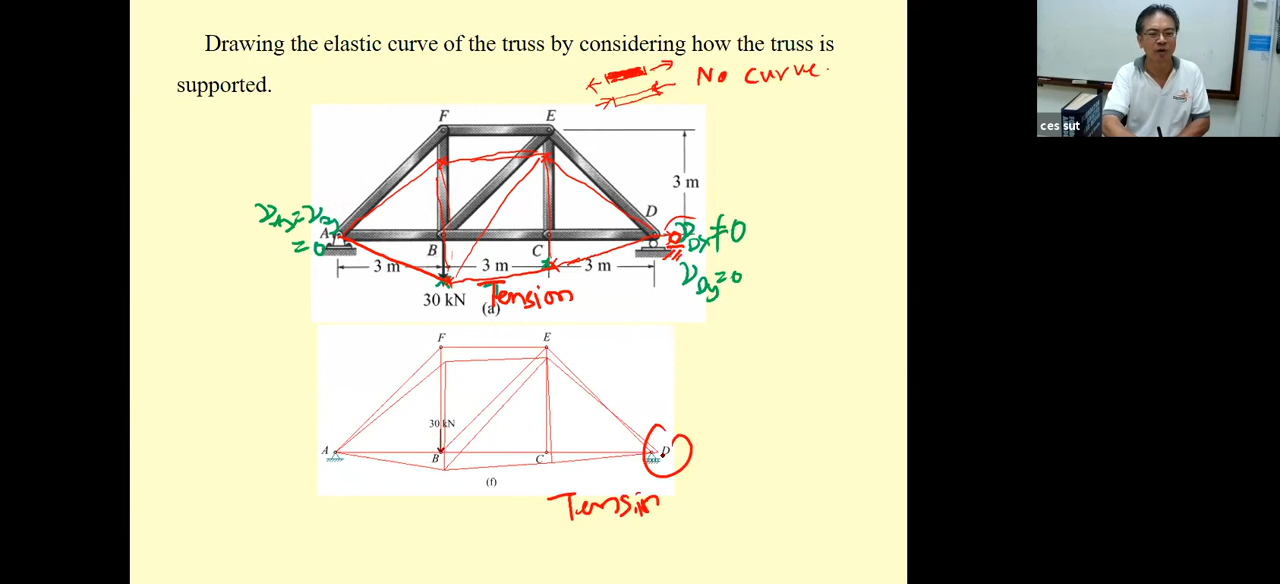 Drawing the elastic curve of the truss by considering how the truss is
supported.
No curve.
F E
3 m
D
A
B C
3 m 3 m 3 m
30 kN
(a)
Tension
νAy=νAx
=0
νDx≠0
νDy=0
F E
30 kN
A B C D
(f)
Tension
ces sut